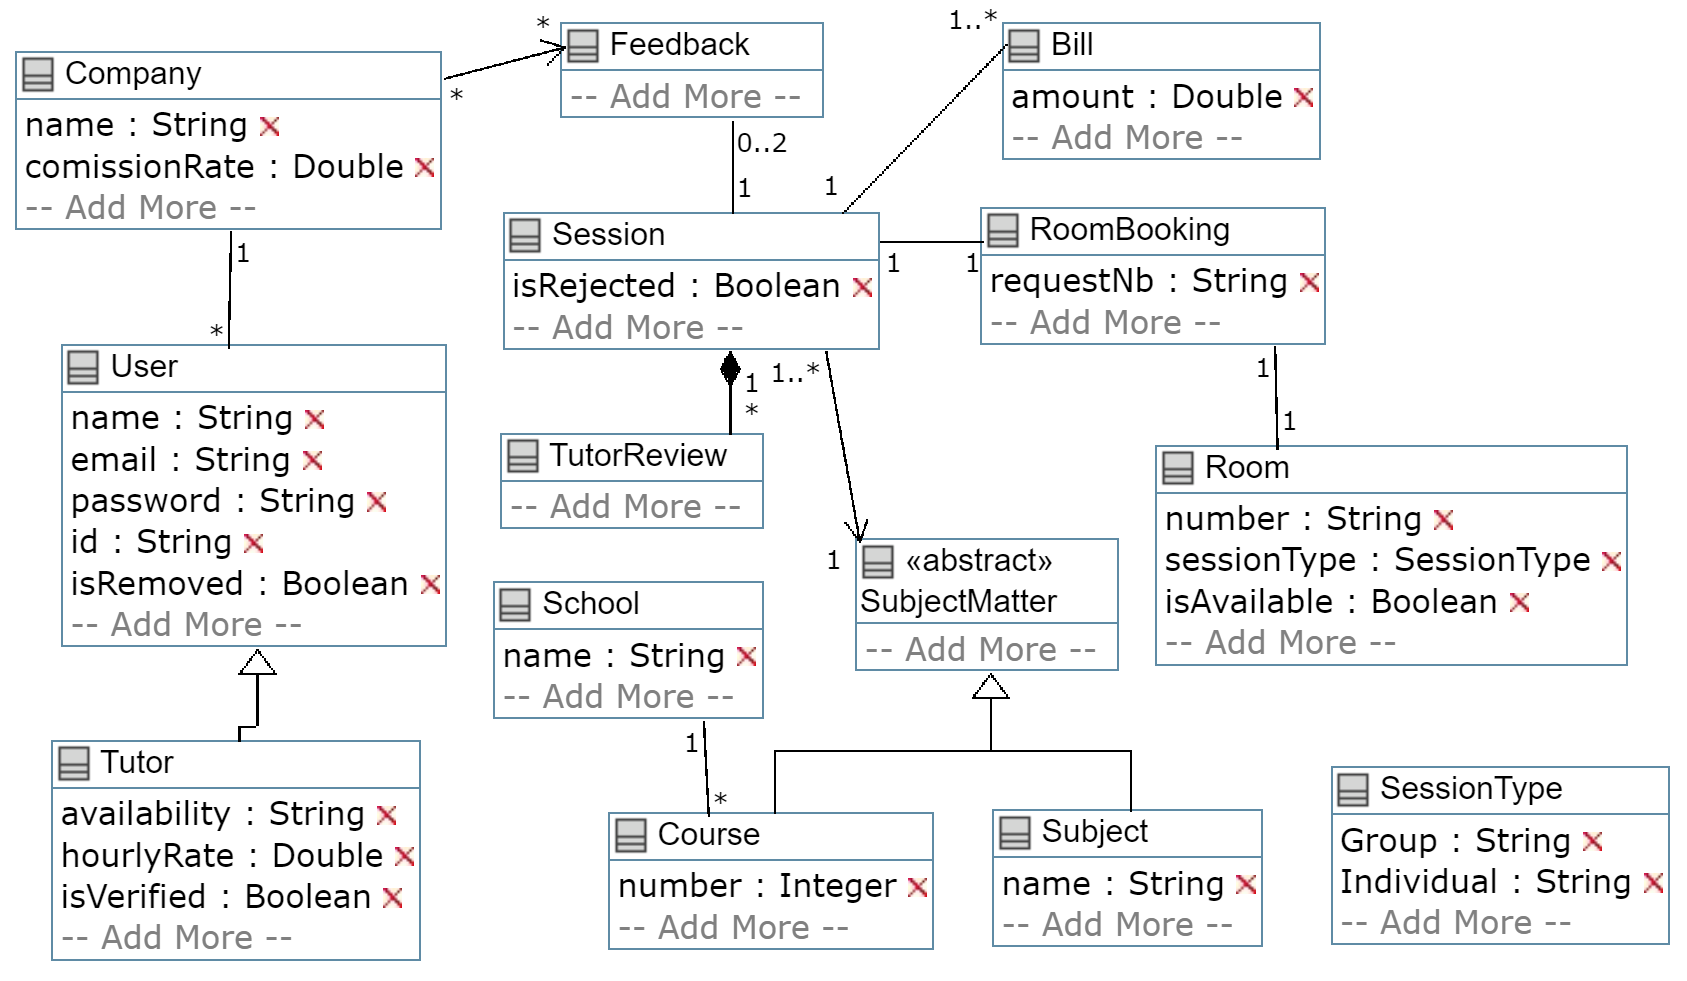 Company
name : String
comissionRate : Double
-- Add More --
*
*
Feedback
-- Add More --
0..2
1
1..*
1
Bill
amount : Double
-- Add More --
1
*
Session
isRejected : Boolean
-- Add More --
1
1
RoomBooking
requestNb : String
-- Add More --
1
1
User
name : String
email : String
password : String
id : String
isRemoved : Boolean
-- Add More --
1
*
1..*
1
TutorReview
-- Add More --
«abstract»
SubjectMatter
-- Add More --
Room
number : String
sessionType : SessionType
isAvailable : Boolean
-- Add More --
School
name : String
-- Add More --
1
*
Tutor
availability : String
hourlyRate : Double
isVerified : Boolean
-- Add More --
Course
number : Integer
-- Add More --
Subject
name : String
-- Add More --
SessionType
Group : String
Individual : String
-- Add More --